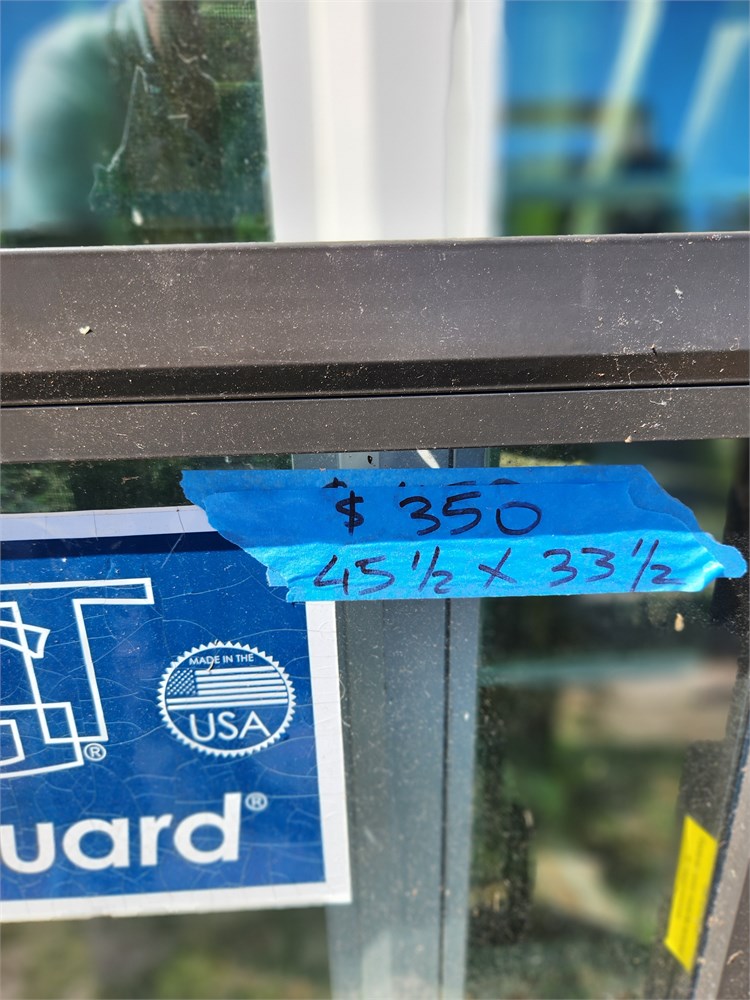 $ 350
45 1/2 X 33 1/2
MADE IN THE
USA
®
uard®